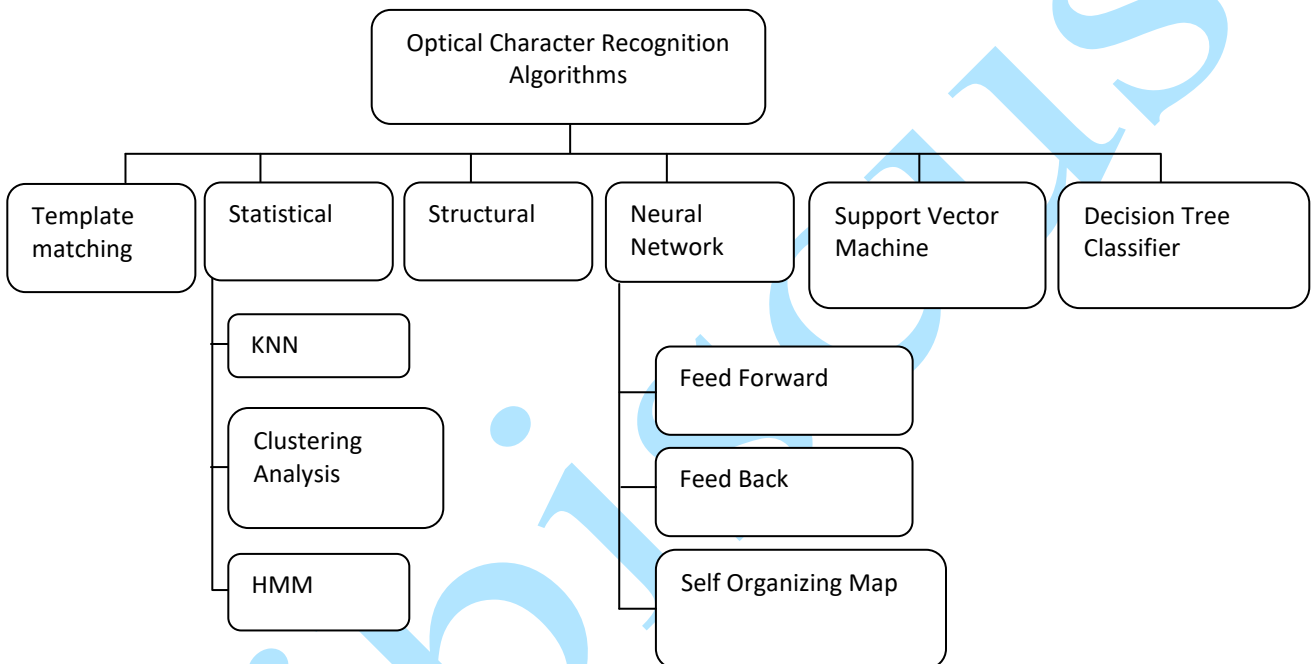 Optical Character Recognition
Algorithms
Template
matching
Statistical
Structural
Neural
Network
Support Vector
Machine
Decision Tree
Classifier
KNN
Clustering
Analysis
HMM
Feed Forward
Feed Back
Self Organizing Map